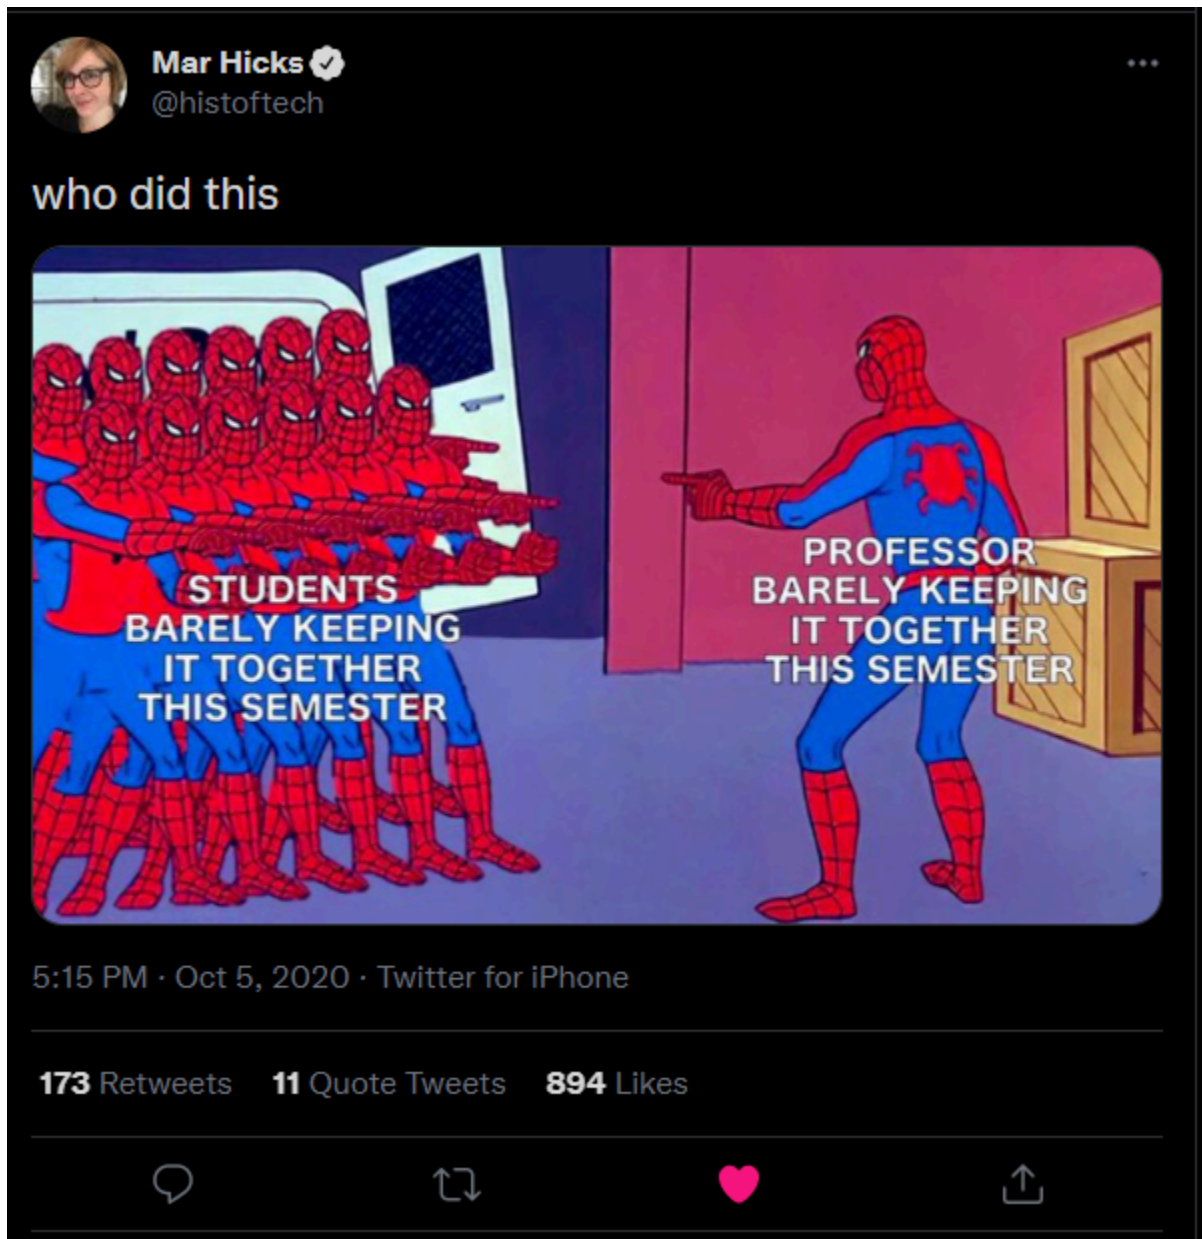 Mar Hicks
@histoftech
who did this
STUDENTS
BARELY KEEPING
IT TOGETHER
THIS SEMESTER
PROFESSOR
BARELY KEEPING
IT TOGETHER
THIS SEMESTER
5:15 PM · Oct 5, 2020 · Twitter for iPhone
173 Retweets 11 Quote Tweets 894 Likes